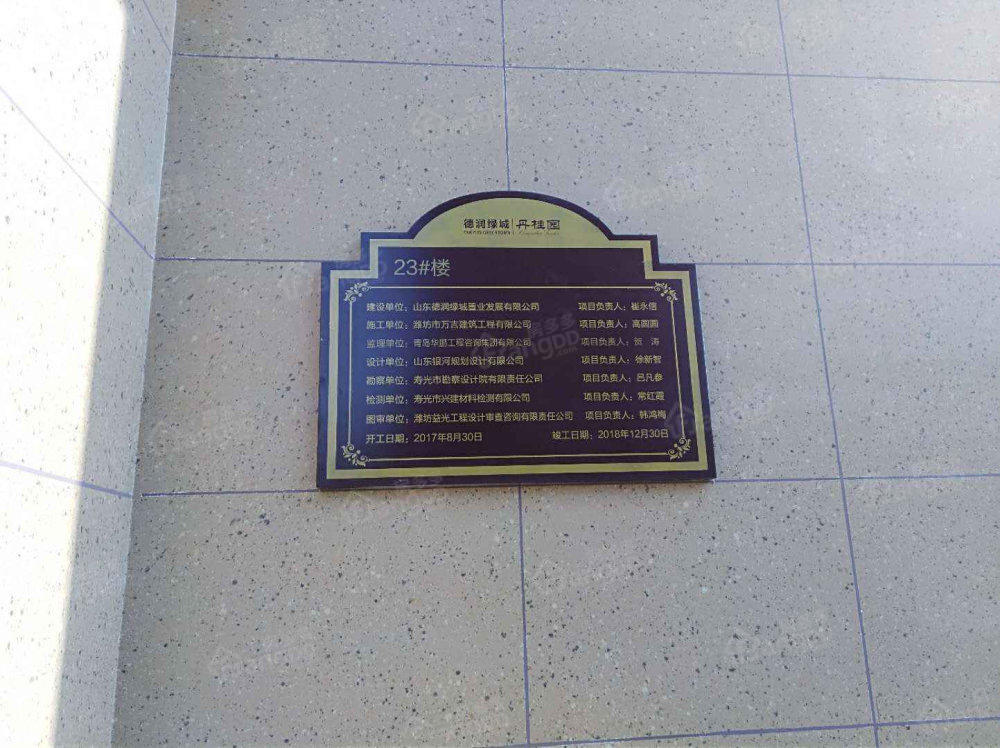 德润绿城 丹桂园
23#楼
建设单位：山东德润绿城置业发展有限公司 项目负责人：崔永信
施工单位：潍坊市万吉建筑工程有限公司 项目负责人：高圆圆
监理单位：青岛华鹏工程咨询集团有限公司 项目负责人：贺 涛
设计单位：山东银河规划设计有限公司 项目负责人：徐新智
勘察单位：寿光市勘察设计院有限责任公司 项目负责人：吕凡参
检测单位：寿光市兴建材料检测有限公司 项目负责人：常红霞
图审单位：潍坊益光工程设计审查咨询有限责任公司 项目负责人：韩鸿梅
开工日期：2017年8月30日 竣工日期：2018年12月30日